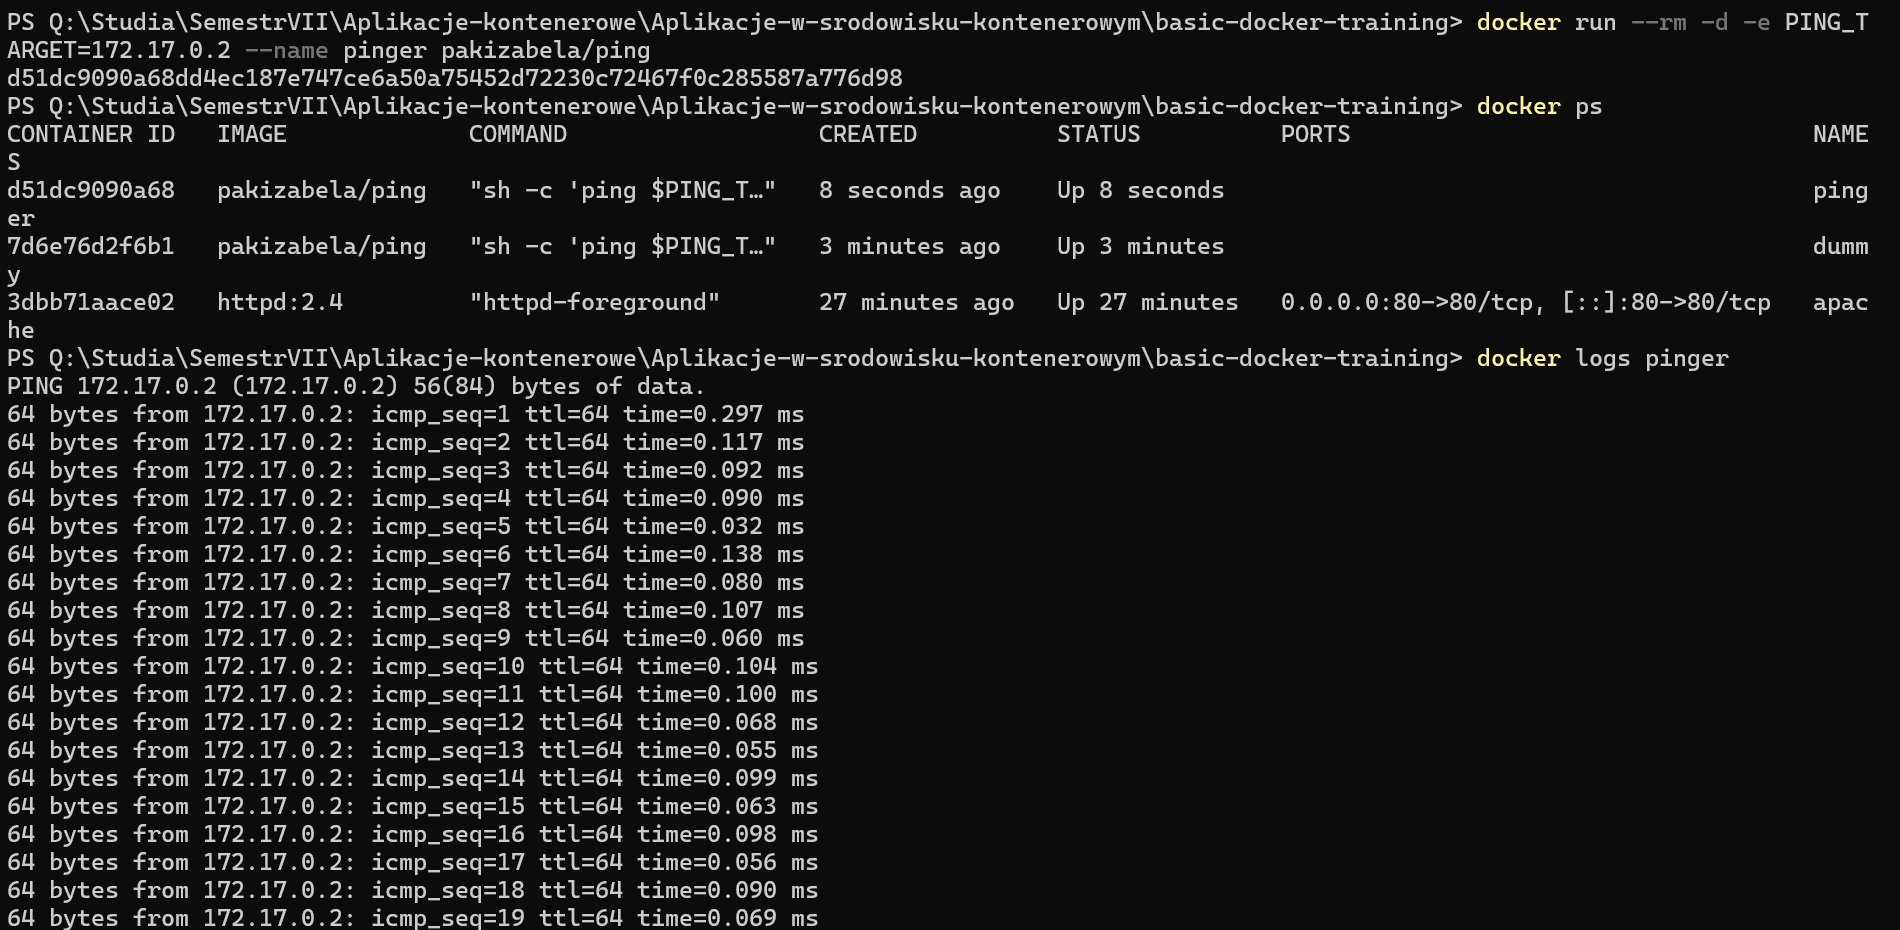 PS Q:\Studia\SemestrVII\Aplikacje-kontenerowe\Aplikacje-w-srodowisku-kontenerowym\basic-docker-training> docker run --rm -d -e PING_T
ARGET=172.17.0.2 --name pinger pakizabela/ping
d51dc9090a68dd4ec187e747ce6a50a75452d72230c72467f0c285587a776d98
PS Q:\Studia\SemestrVII\Aplikacje-kontenerowe\Aplikacje-w-srodowisku-kontenerowym\basic-docker-training> docker ps
CONTAINER ID   IMAGE             COMMAND                  CREATED          STATUS          PORTS                                 NAME
S
d51dc9090a68   pakizabela/ping   "sh -c 'ping $PING_T…"   8 seconds ago    Up 8 seconds                                          ping
er
7d6e76d2f6b1   pakizabela/ping   "sh -c 'ping $PING_T…"   3 minutes ago    Up 3 minutes                                          dumm
y
3dbb71aace02   httpd:2.4         "httpd-foreground"       27 minutes ago   Up 27 minutes   0.0.0.0:80->80/tcp, [::]:80->80/tcp   apac
he
PS Q:\Studia\SemestrVII\Aplikacje-kontenerowe\Aplikacje-w-srodowisku-kontenerowym\basic-docker-training> docker logs pinger
PING 172.17.0.2 (172.17.0.2) 56(84) bytes of data.
64 bytes from 172.17.0.2: icmp_seq=1 ttl=64 time=0.297 ms
64 bytes from 172.17.0.2: icmp_seq=2 ttl=64 time=0.117 ms
64 bytes from 172.17.0.2: icmp_seq=3 ttl=64 time=0.092 ms
64 bytes from 172.17.0.2: icmp_seq=4 ttl=64 time=0.090 ms
64 bytes from 172.17.0.2: icmp_seq=5 ttl=64 time=0.032 ms
64 bytes from 172.17.0.2: icmp_seq=6 ttl=64 time=0.138 ms
64 bytes from 172.17.0.2: icmp_seq=7 ttl=64 time=0.080 ms
64 bytes from 172.17.0.2: icmp_seq=8 ttl=64 time=0.107 ms
64 bytes from 172.17.0.2: icmp_seq=9 ttl=64 time=0.060 ms
64 bytes from 172.17.0.2: icmp_seq=10 ttl=64 time=0.104 ms
64 bytes from 172.17.0.2: icmp_seq=11 ttl=64 time=0.100 ms
64 bytes from 172.17.0.2: icmp_seq=12 ttl=64 time=0.068 ms
64 bytes from 172.17.0.2: icmp_seq=13 ttl=64 time=0.055 ms
64 bytes from 172.17.0.2: icmp_seq=14 ttl=64 time=0.099 ms
64 bytes from 172.17.0.2: icmp_seq=15 ttl=64 time=0.063 ms
64 bytes from 172.17.0.2: icmp_seq=16 ttl=64 time=0.098 ms
64 bytes from 172.17.0.2: icmp_seq=17 ttl=64 time=0.056 ms
64 bytes from 172.17.0.2: icmp_seq=18 ttl=64 time=0.090 ms
64 bytes from 172.17.0.2: icmp_seq=19 ttl=64 time=0.069 ms